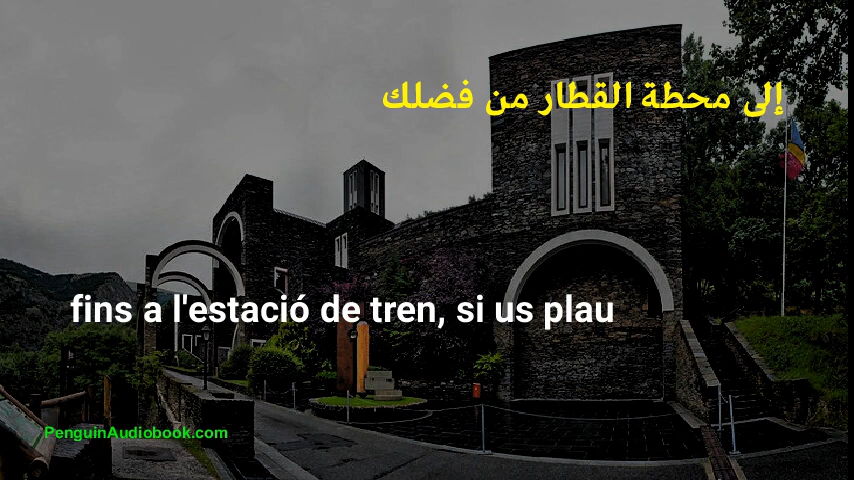 إلى محطة القطار من فضلك
fins a l'estació de tren, si us plau
PenguinAudiobook.com